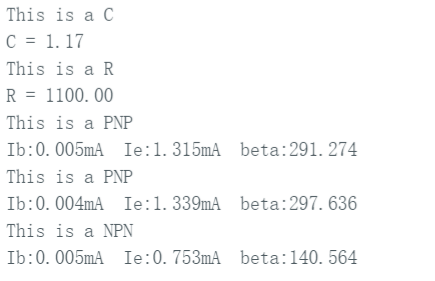 This is a C
C = 1.17
This is a R
R = 1100.00
This is a PNP
Ib:0.005mA  Ie:1.315mA  beta:291.274
This is a PNP
Ib:0.004mA  Ie:1.339mA  beta:297.636
This is a NPN
Ib:0.005mA  Ie:0.753mA  beta:140.564